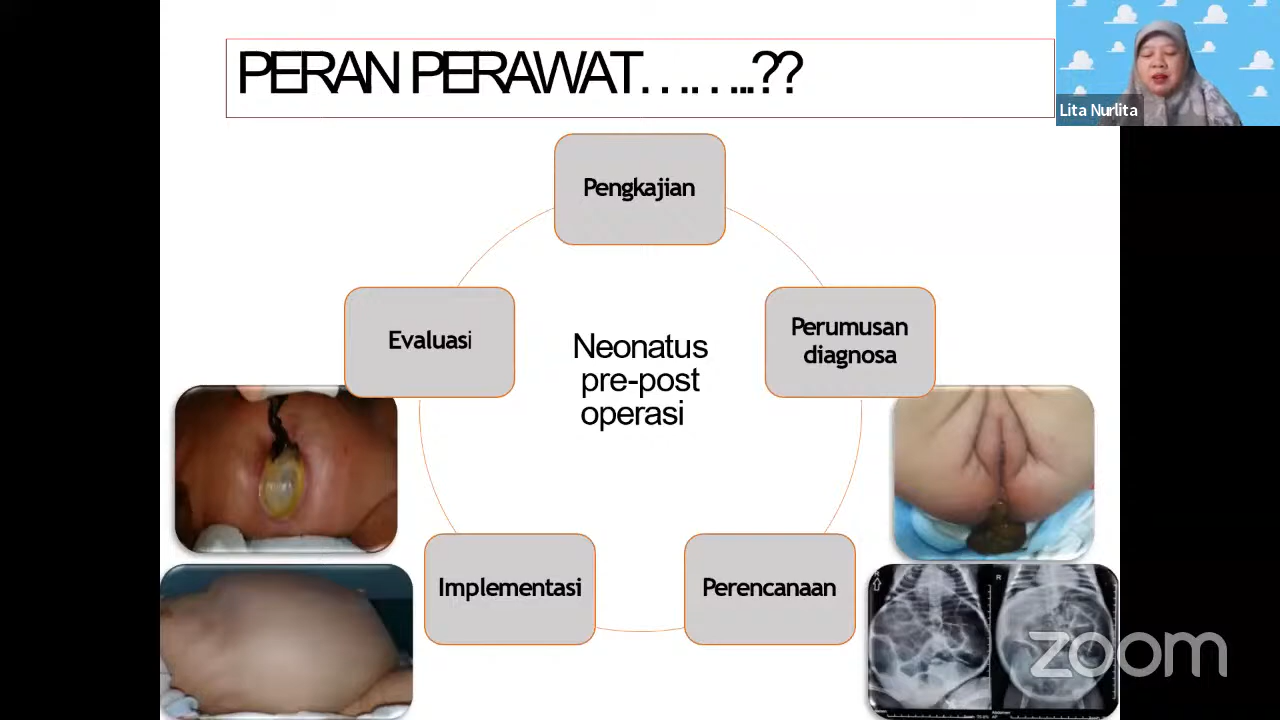 PERAN PERAWAT……...??
Lita Nurlita
Pengkajian
Evaluasi
Perumusan
diagnosa
Neonatus
pre-post
operasi
Implementasi
Perencanaan
R
zoom